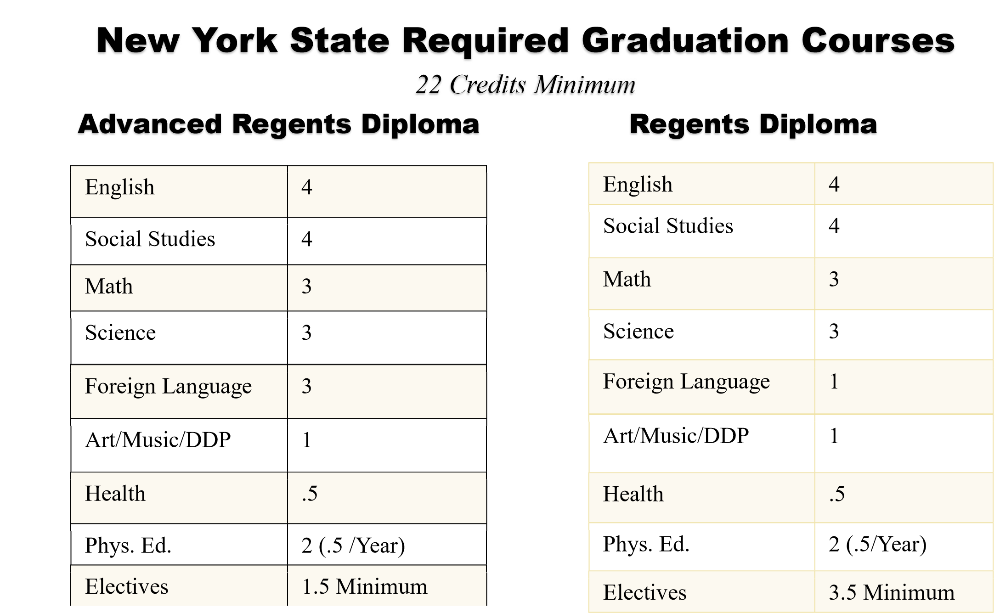 New York State Required Graduation Courses
22 Credits Minimum
Advanced Regents Diploma
English 4
Social Studies 4
Math 3
Science 3
Foreign Language 3
Art/Music/DDP 1
Health .5
Phys. Ed. 2 (.5 /Year)
Electives 1.5 Minimum
Regents Diploma
English 4
Social Studies 4
Math 3
Science 3
Foreign Language 1
Art/Music/DDP 1
Health .5
Phys. Ed. 2 (.5/Year)
Electives 3.5 Minimum